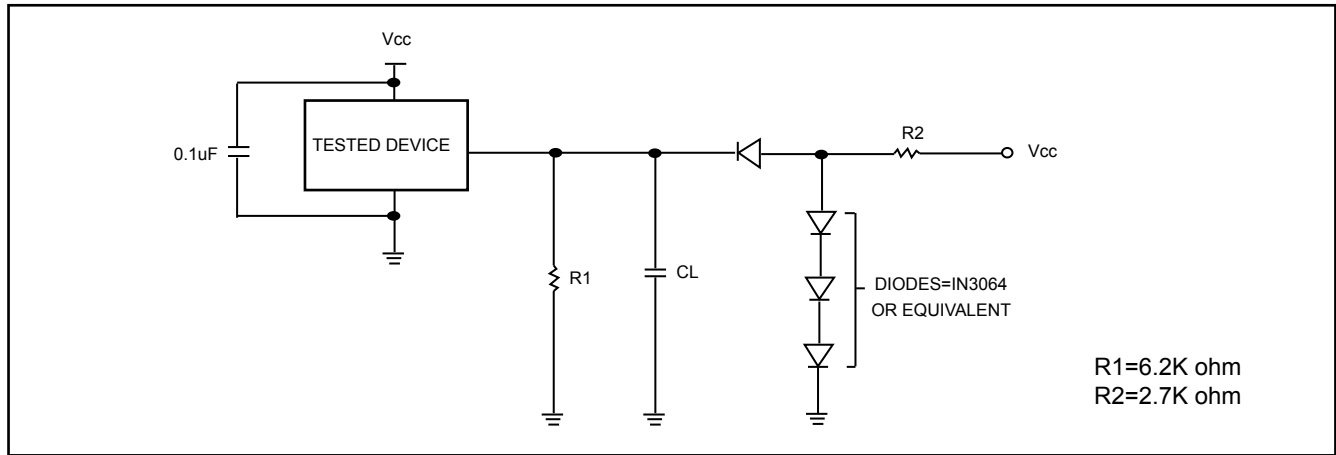 Vcc
0.1uF
TESTED DEVICE
R2
Vcc
R1
CL
DIODES=IN3064
OR EQUIVALENT
R1=6.2K ohm
R2=2.7K ohm